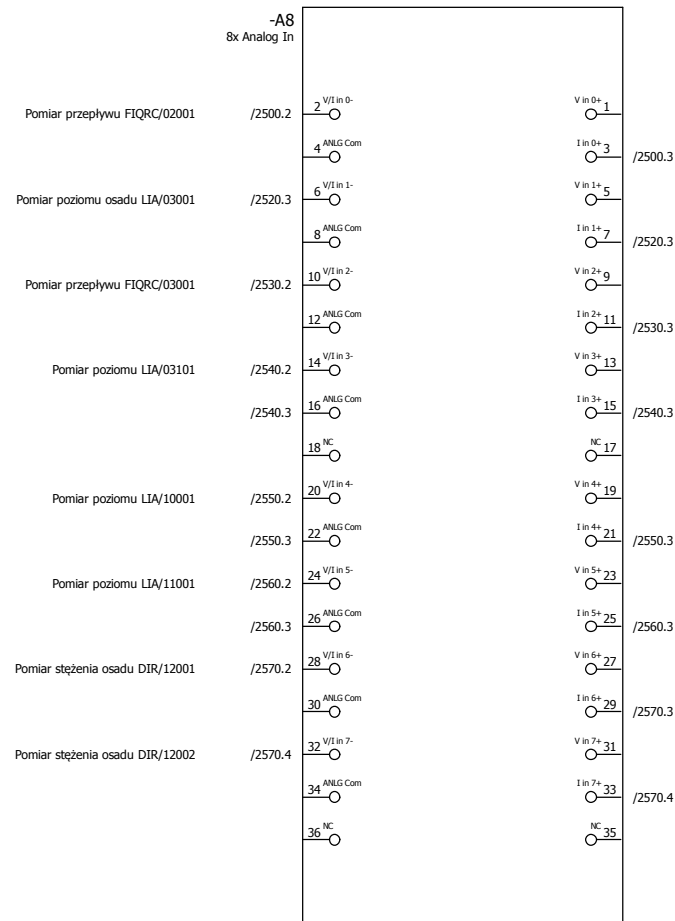 -A8
8x Analog In
Pomiar przepływu FIQRC/02001 /2500.2 2 V/I in 0- V in 0+ 1
4 ANLG Com I in 0+ 3 /2500.3
Pomiar poziomu osadu LIA/03001 /2520.3 6 V/I in 1- V in 1+ 5
8 ANLG Com I in 1+ 7 /2520.3
Pomiar przepływu FIQRC/03001 /2530.2 10 V/I in 2- V in 2+ 9
12 ANLG Com I in 2+ 11 /2530.3
Pomiar poziomu LIA/03101 /2540.2 14 V/I in 3- V in 3+ 13
/2540.3 16 ANLG Com I in 3+ 15 /2540.3
18 NC NC 17
Pomiar poziomu LIA/10001 /2550.2 20 V/I in 4- V in 4+ 19
/2550.3 22 ANLG Com I in 4+ 21 /2550.3
Pomiar poziomu LIA/11001 /2560.2 24 V/I in 5- V in 5+ 23
/2560.3 26 ANLG Com I in 5+ 25 /2560.3
Pomiar stężenia osadu DIR/12001 /2570.2 28 V/I in 6- V in 6+ 27
30 ANLG Com I in 6+ 29 /2570.3
Pomiar stężenia osadu DIR/12002 /2570.4 32 V/I in 7- V in 7+ 31
34 ANLG Com I in 7+ 33 /2570.4
36 NC NC 35